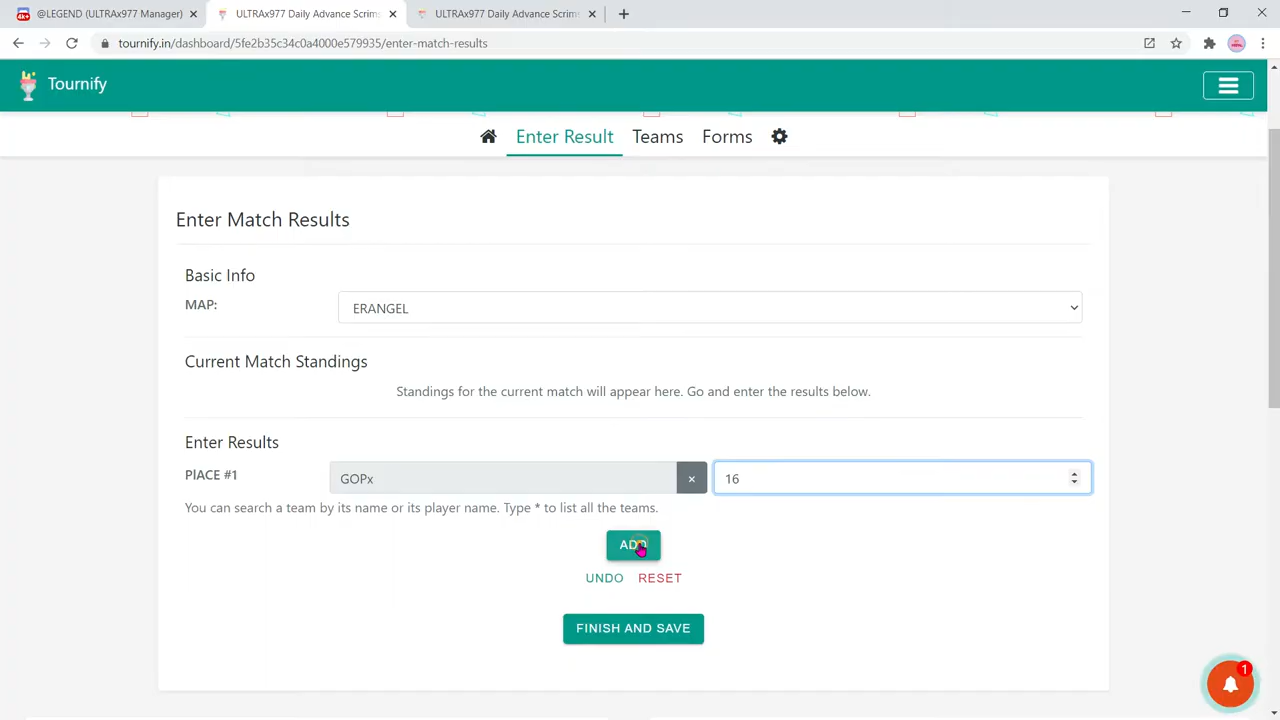 @LEGEND (ULTRAx977 Manager)
ULTRAx977 Daily Advance Scrims
ULTRAx977 Daily Advance Scrims
tournify.in/dashboard/5fe2b35c34c0a4000e579935/enter-match-results
Tournify
Enter Result
Teams
Forms
Enter Match Results
Basic Info
MAP:
ERANGEL
Current Match Standings
Standings for the current match will appear here. Go and enter the results below.
Enter Results
PlACE #1
GOPx
×
16
You can search a team by its name or its player name. Type * to list all the teams.
ADD
UNDO
RESET
FINISH AND SAVE
1